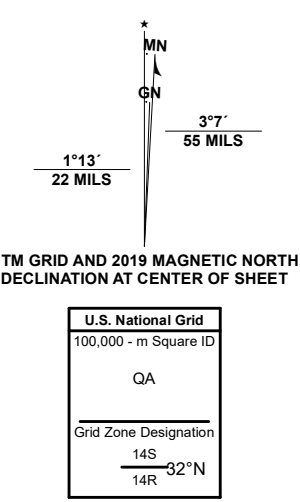 ★
MN
GN
3°7´
55 MILS
1°13´
22 MILS
TM GRID AND 2019 MAGNETIC NORTH
DECLINATION AT CENTER OF SHEET
U.S. National Grid
100,000 - m Square ID
QA
Grid Zone Designation
14S
32°N
14R